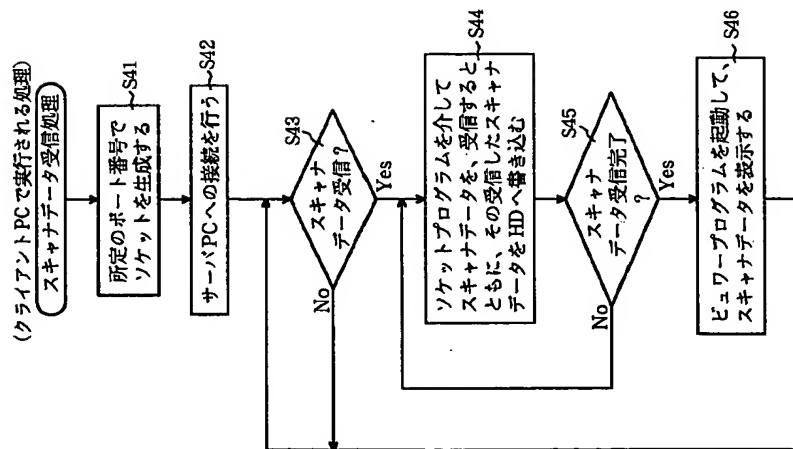 (クライアントPCで実行される処理)
スキャナデータ受信処理
S41
所定のポート番号で
ソケットを生成する
S42
サーバPCへの接続を行う
S43
スキャナ
データ受信?
No
Yes
S44
ソケットプログラムを介して
スキャナデータを、受信すると
ともに、その受信したスキャナ
データをHDへ書き込む
S45
スキャナ
データ受信完了
?
No
Yes
S46
ビュワープログラムを起動して、
スキャナデータを表示する